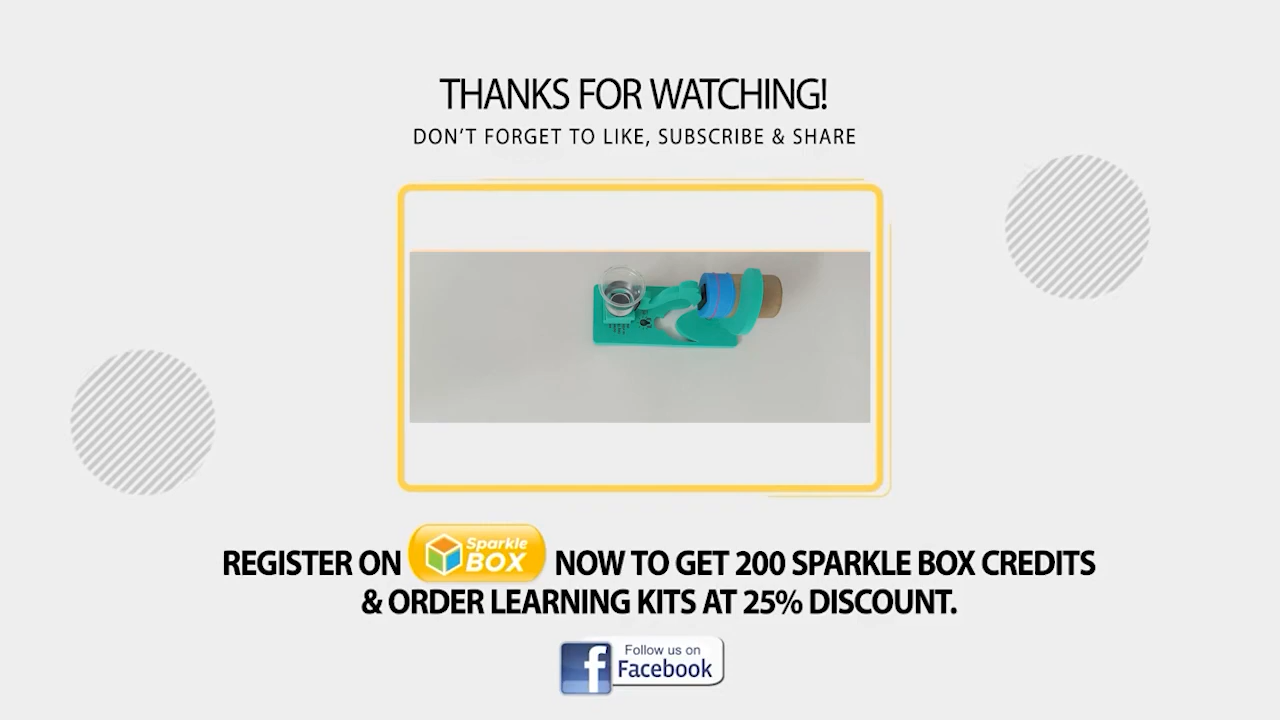 THANKS FOR WATCHING!
DON'T FORGET TO LIKE, SUBSCRIBE & SHARE
REGISTER ON Sparkle BOX NOW TO GET 200 SPARKLE BOX CREDITS
& ORDER LEARNING KITS AT 25% DISCOUNT.
Follow us on
Facebook